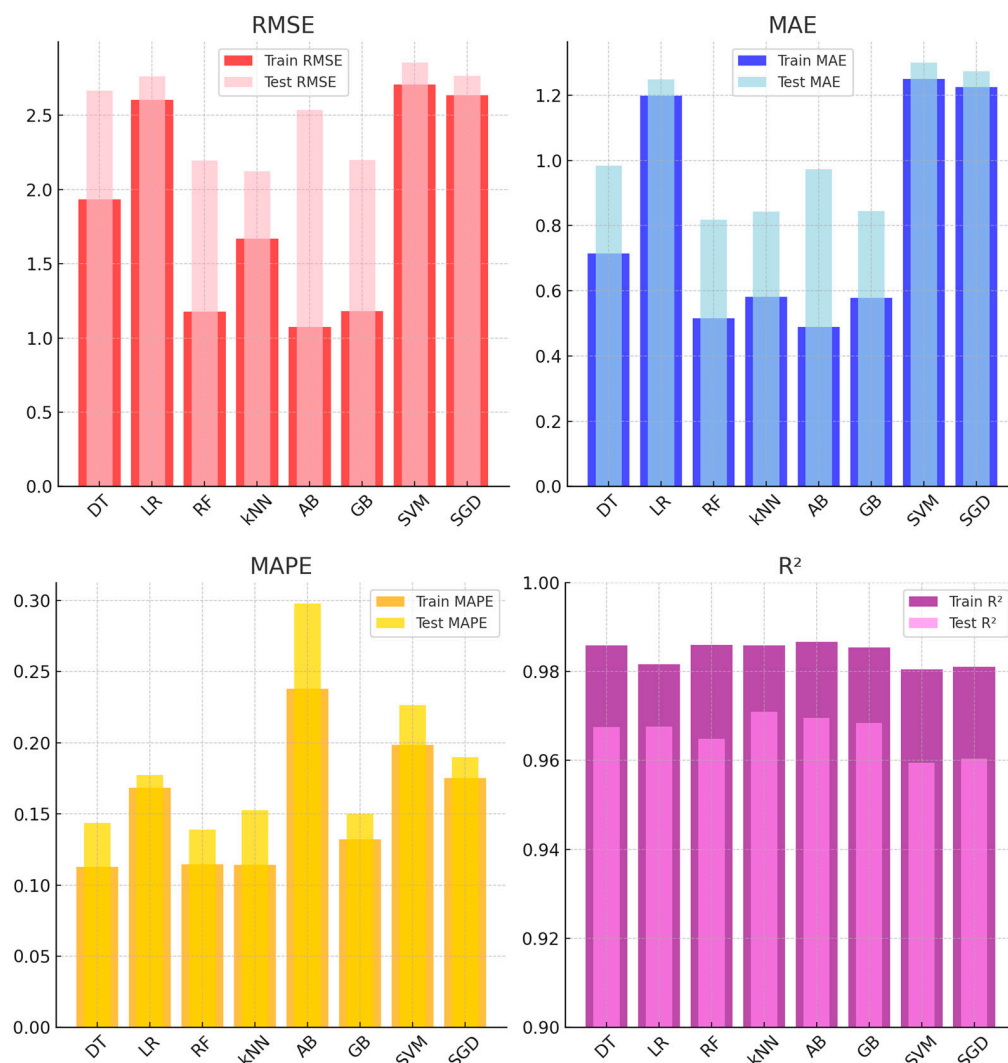 RMSE
Train RMSE
Test RMSE
2.5
2.0
1.5
1.0
0.5
0.0
DT
LR
RF
kNN
AB
GB
SVM
SGD
MAE
Train MAE
Test MAE
1.2
1.0
0.8
0.6
0.4
0.2
0.0
DT
LR
RF
kNN
AB
GB
SVM
SGD
MAPE
Train MAPE
Test MAPE
0.30
0.25
0.20
0.15
0.10
0.05
0.00
DT
LR
RF
kNN
AB
GB
SVM
SGD
R²
Train R²
Test R²
1.00
0.98
0.96
0.94
0.92
0.90
DT
LR
RF
kNN
AB
GB
SVM
SGD